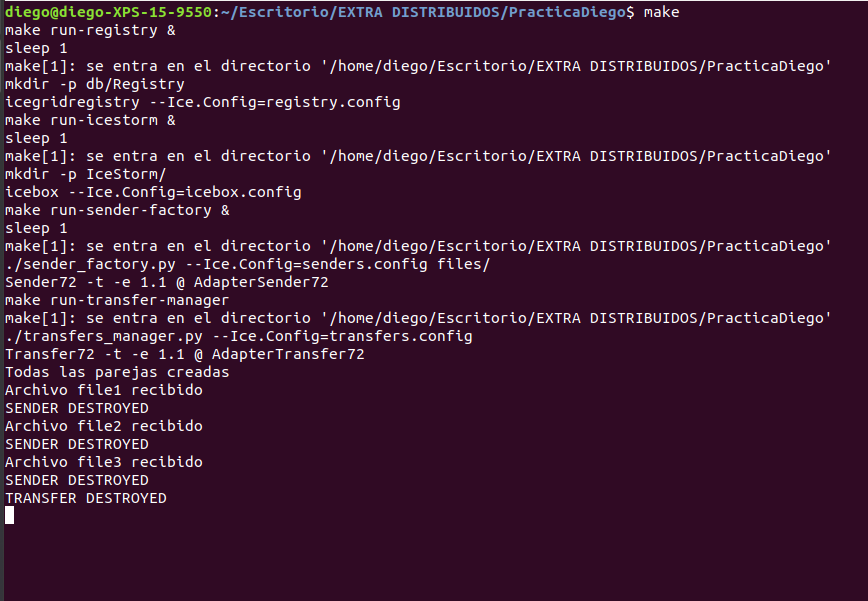 diego@diego-XPS-15-9550:~/Escritorio/EXTRA DISTRIBUIDOS/PracticaDiego$ make
make run-registry &
sleep 1
make[1]: se entra en el directorio '/home/diego/Escritorio/EXTRA DISTRIBUIDOS/PracticaDiego'
mkdir -p db/Registry
icegridregistry --Ice.Config=registry.config
make run-icestorm &
sleep 1
make[1]: se entra en el directorio '/home/diego/Escritorio/EXTRA DISTRIBUIDOS/PracticaDiego'
mkdir -p IceStorm/
icebox --Ice.Config=icebox.config
make run-sender-factory &
sleep 1
make[1]: se entra en el directorio '/home/diego/Escritorio/EXTRA DISTRIBUIDOS/PracticaDiego'
./sender_factory.py --Ice.Config=senders.config files/
Sender72 -t -e 1.1 @ AdapterSender72
make run-transfer-manager
make[1]: se entra en el directorio '/home/diego/Escritorio/EXTRA DISTRIBUIDOS/PracticaDiego'
./transfers_manager.py --Ice.Config=transfers.config
Transfer72 -t -e 1.1 @ AdapterTransfer72
Todas las parejas creadas
Archivo file1 recibido
SENDER DESTROYED
Archivo file2 recibido
SENDER DESTROYED
Archivo file3 recibido
SENDER DESTROYED
TRANSFER DESTROYED